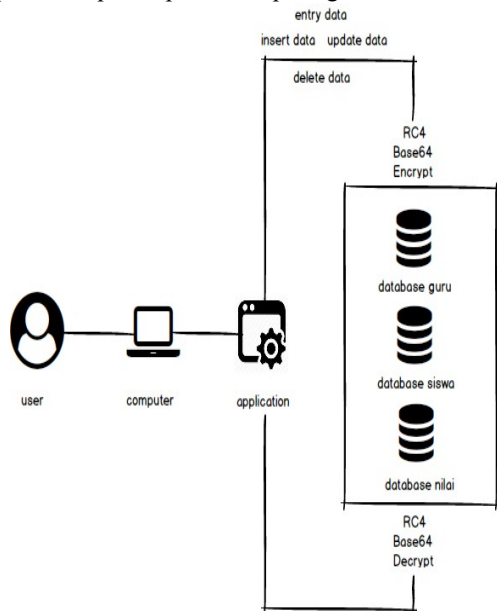 entry data
insert data update data
delete data
RC4
Base64
Encrypt
database guru
database siswa
user
computer
application
database nilai
RC4
Base64
Decrypt